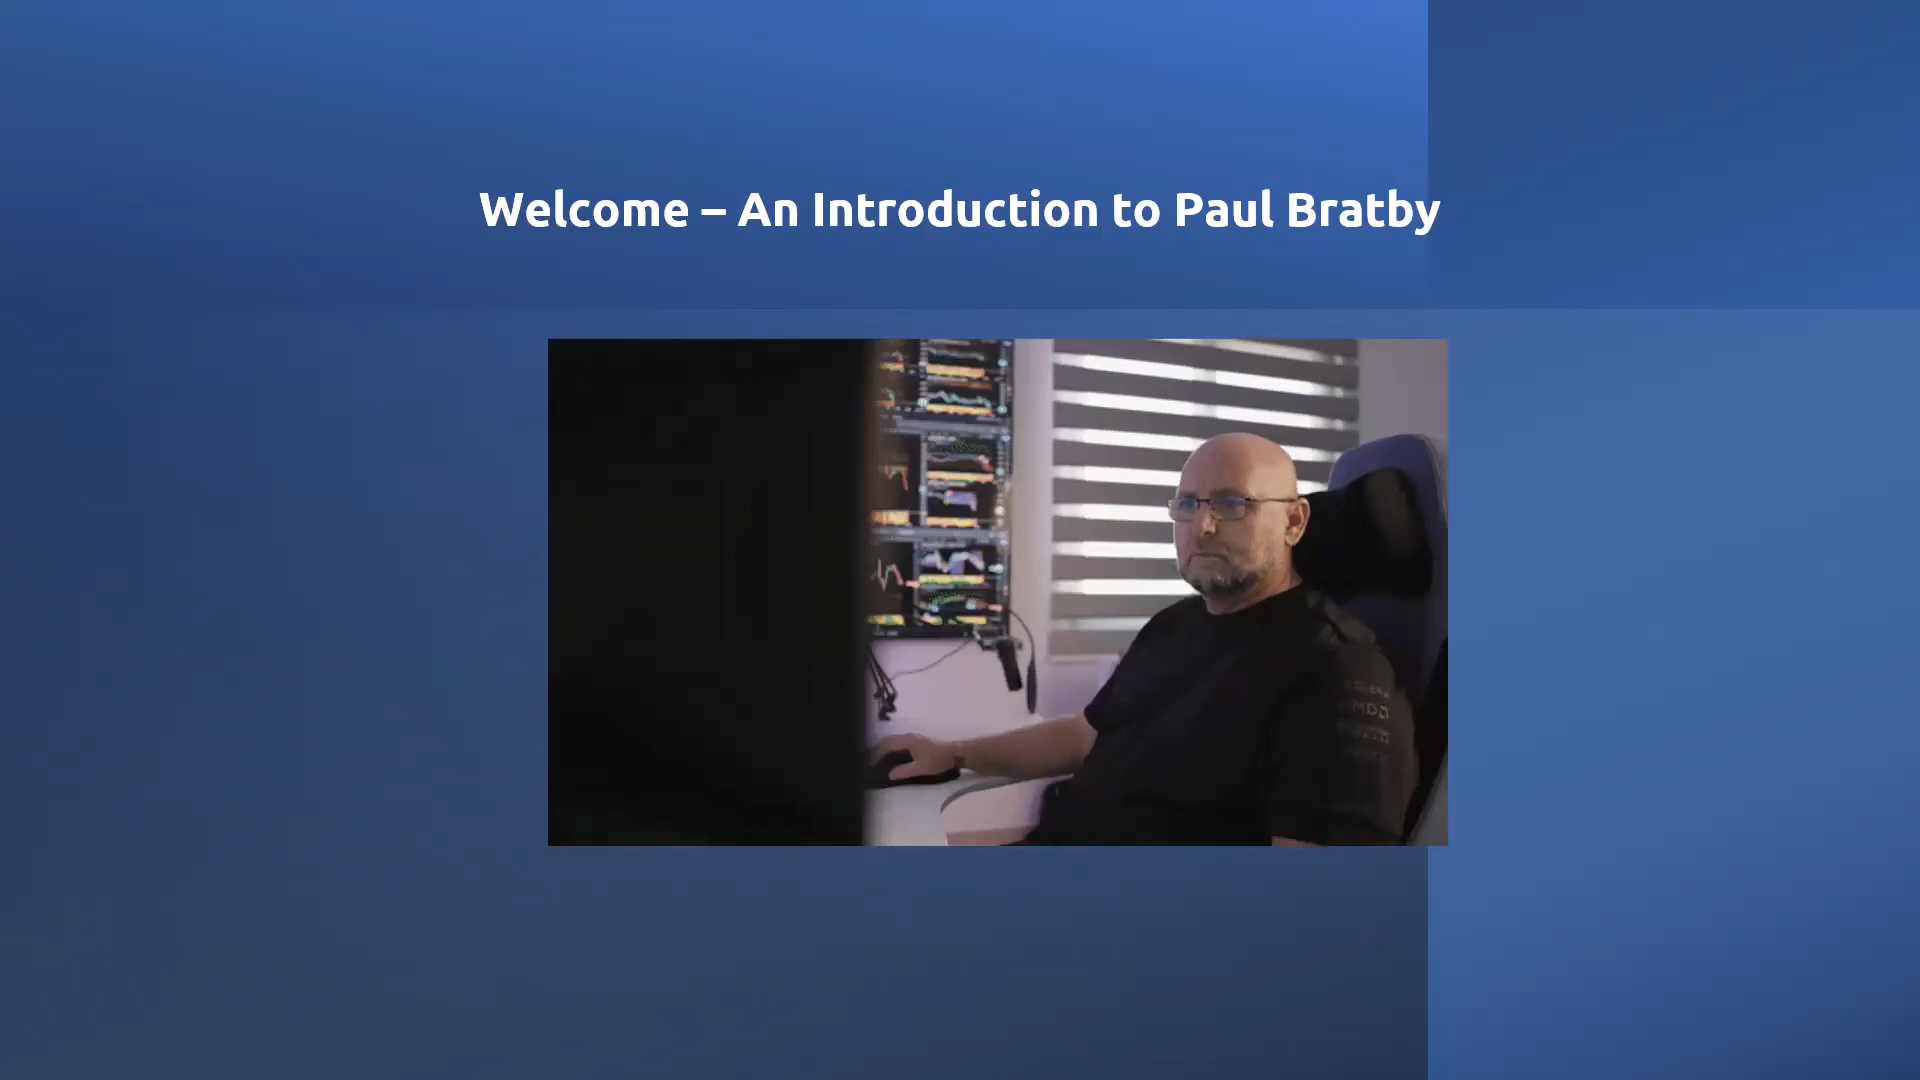 Welcome – An Introduction to Paul Bratby